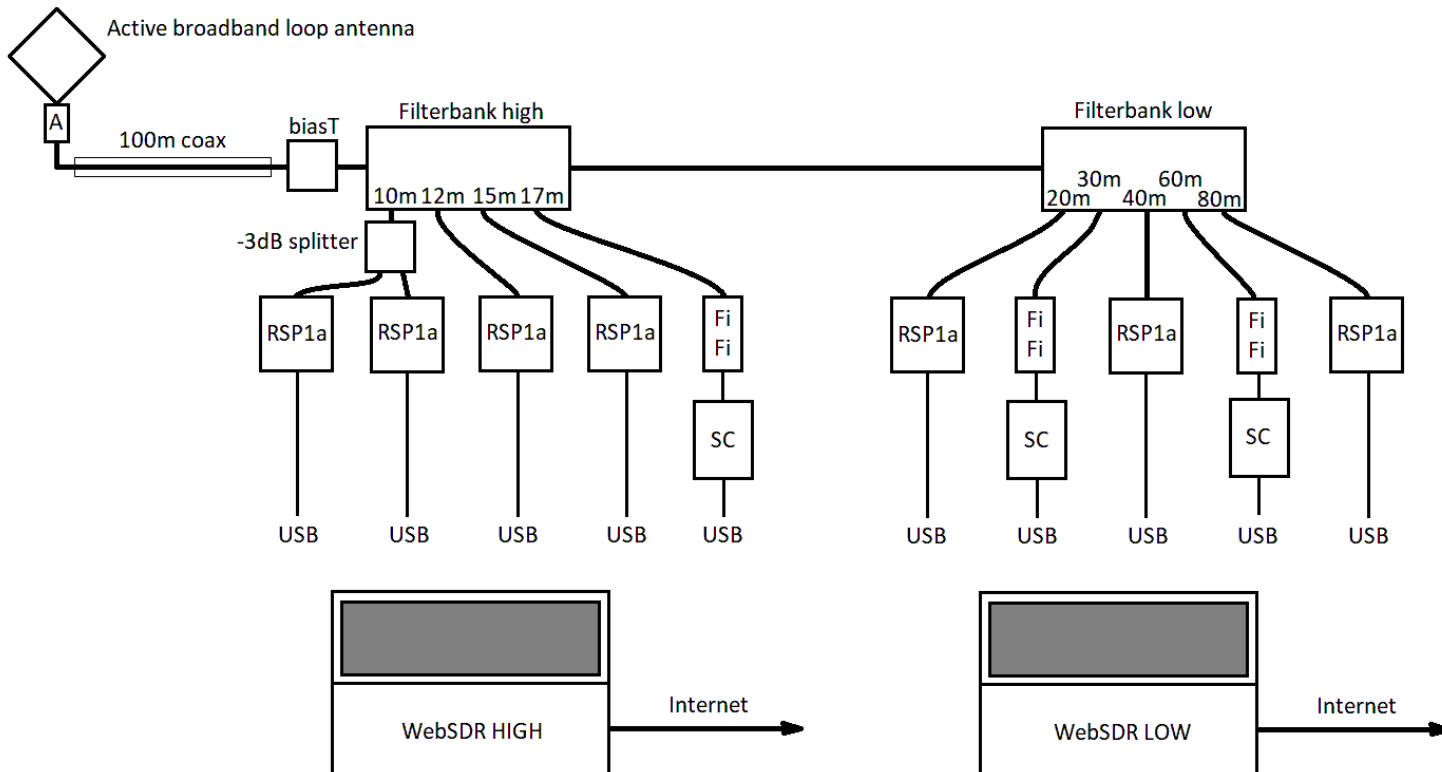 Active broadband loop antenna
A
100m coax
biasT
Filterbank high
Filterbank low
10m 12m 15m 17m
30m 60m
20m 40m 80m
-3dB splitter
RSP1a RSP1a RSP1a RSP1a
Fi
Fi
RSP1a
Fi
Fi
RSP1a
Fi
Fi
RSP1a
SC
SC
SC
USB USB USB USB USB
USB USB USB USB USB
WebSDR HIGH
Internet
WebSDR LOW
Internet